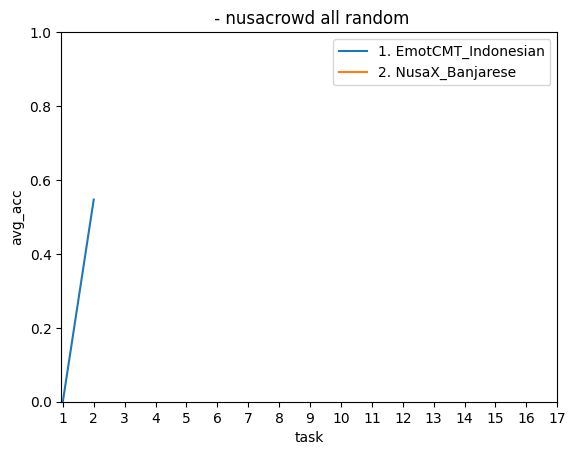 - nusacrowd all random
1. EmotCMT_Indonesian
2. NusaX_Banjarese
1.0
0.8
0.6
0.4
0.2
0.0
avg_acc
1 2 3 4 5 6 7 8 9 10 11 12 13 14 15 16 17
task